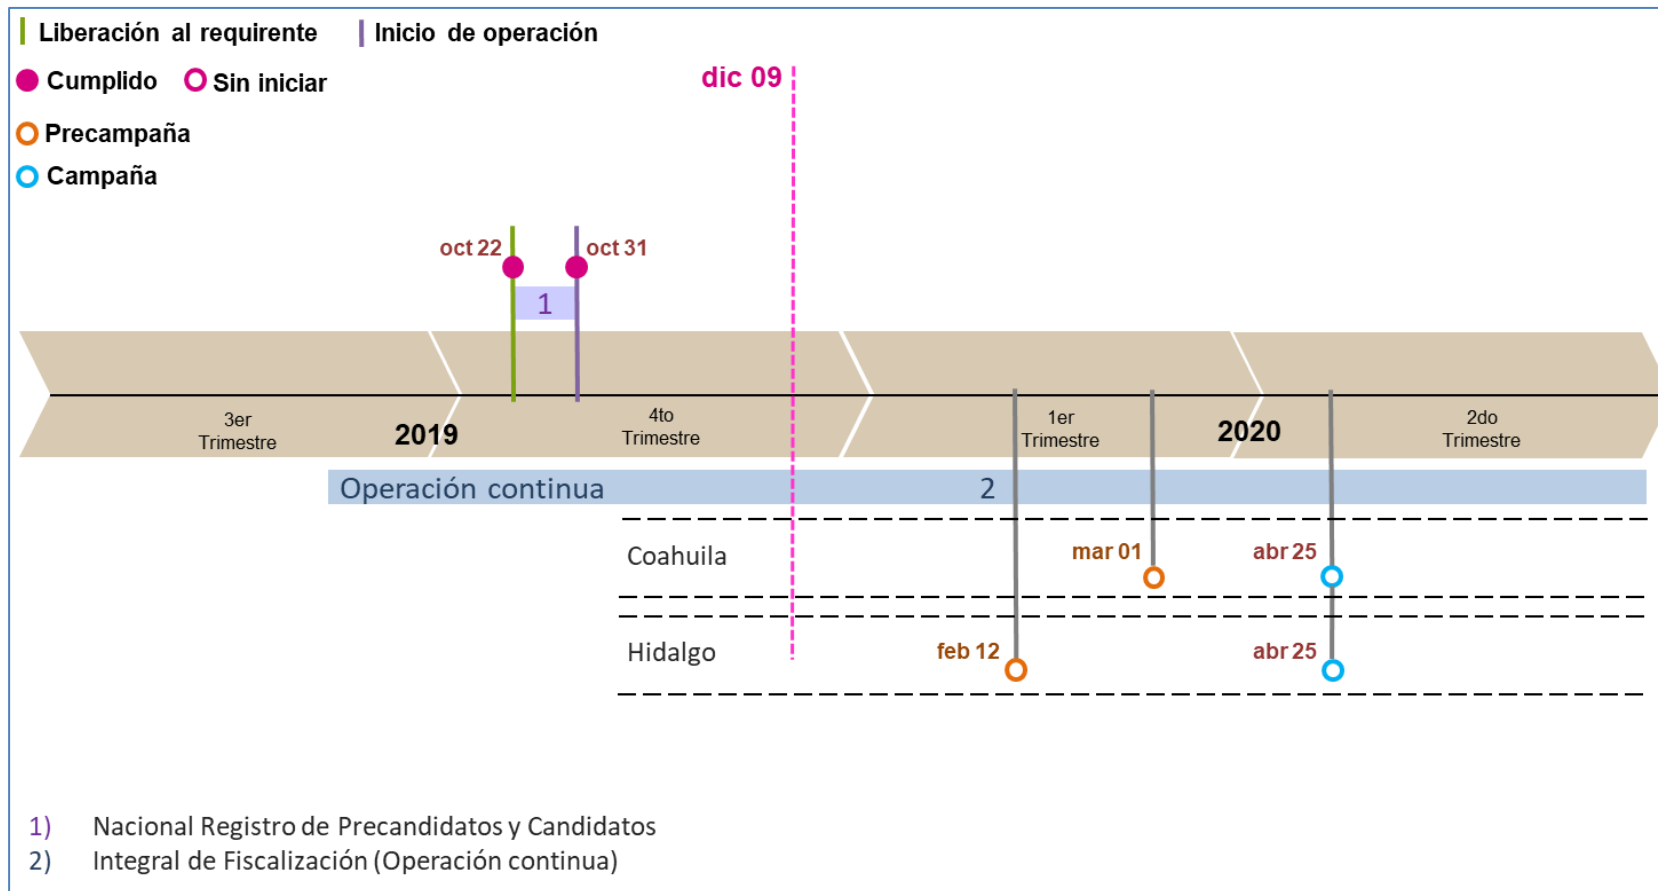 Liberación al requirente
Inicio de operación
Cumplido
Sin iniciar
Precampaña
Campaña
dic 09
oct 22
oct 31
1
3er
Trimestre
2019
4to
Trimestre
1er
Trimestre
2020
2do
Trimestre
Operación continua
2
Coahuila
mar 01
abr 25
Hidalgo
feb 12
abr 25
1) Nacional Registro de Precandidatos y Candidatos
2) Integral de Fiscalización (Operación continua)